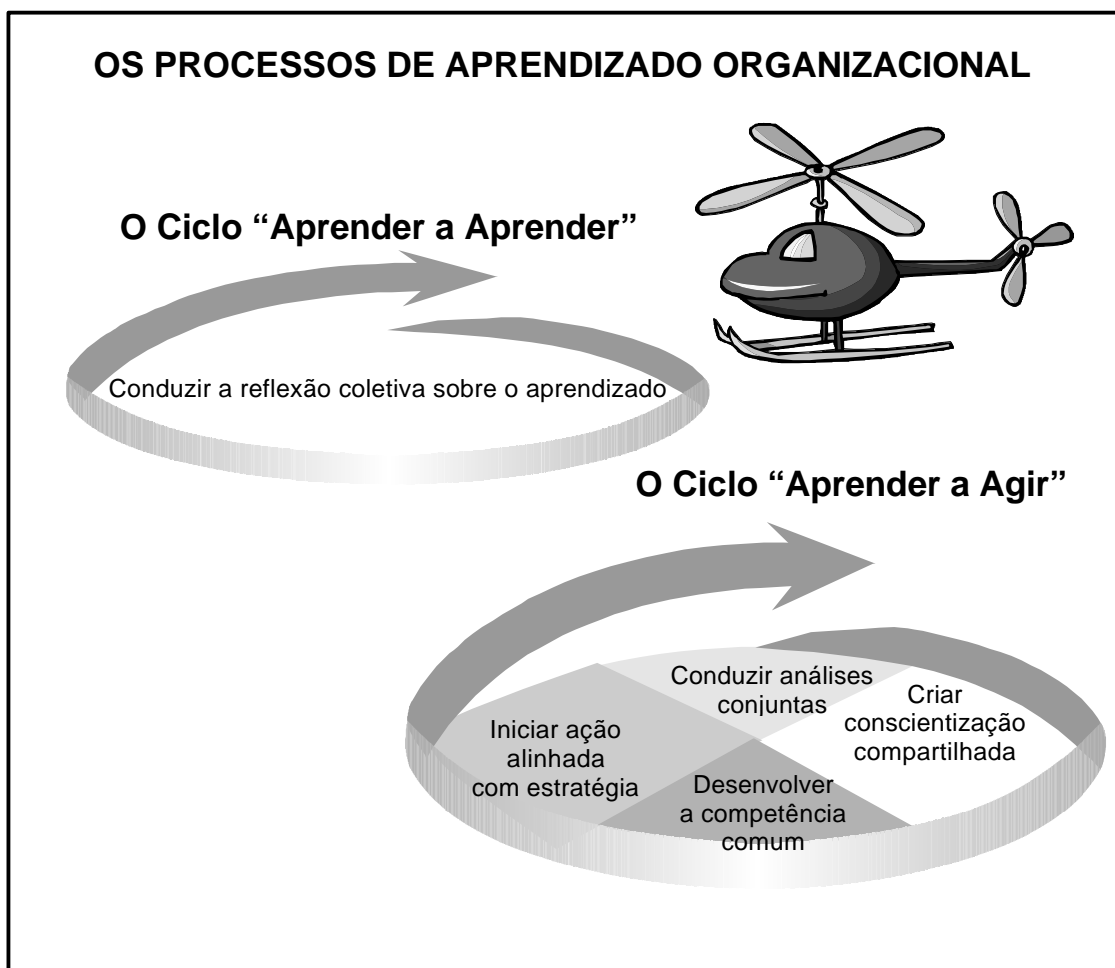 OS PROCESSOS DE APRENDIZADO ORGANIZACIONAL
O Ciclo “Aprender a Aprender”
Conduzir a reflexão coletiva sobre o aprendizado
O Ciclo “Aprender a Agir”
Conduzir análises
conjuntas
Criar
conscientização
compartilhada
Iniciar ação
alinhada
com estratégia
Desenvolver
a competência
comum